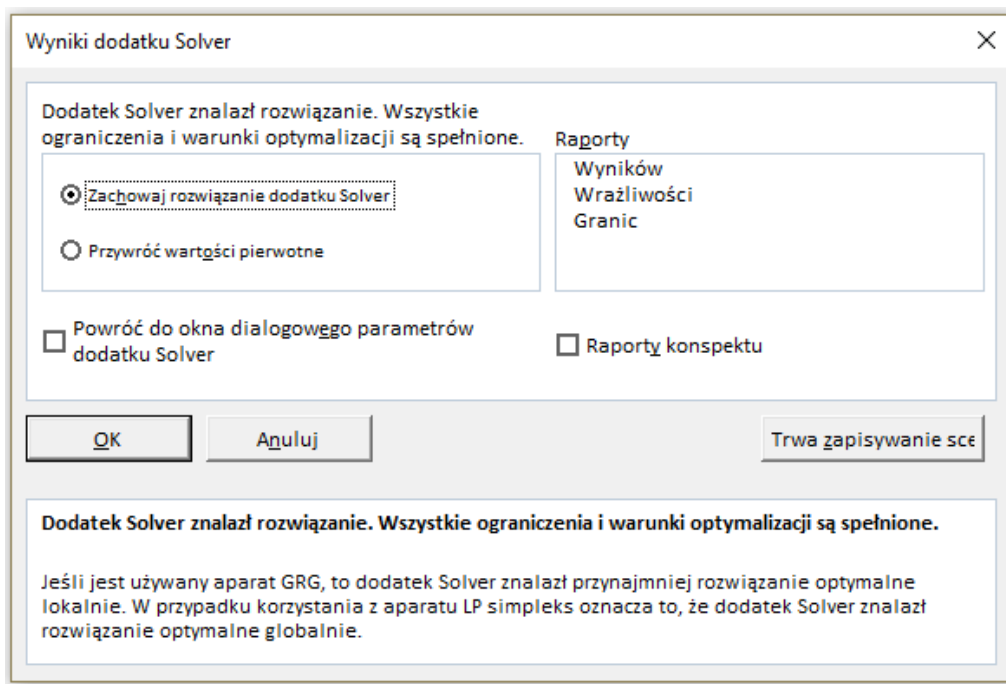 Wyniki dodatku Solver
Dodatek Solver znalazł rozwiązanie. Wszystkie
ograniczenia i warunki optymalizacji są spełnione.
Zachowaj rozwiązanie dodatku Solver
Przywróć wartości pierwotne
Raporty
Wyników
Wrażliwości
Granic
Powróć do okna dialogowego parametrów
dodatku Solver
Raporty konspektu
OK
Anuluj
Trwa zapisywanie sce
Dodatek Solver znalazł rozwiązanie. Wszystkie ograniczenia i warunki optymalizacji są spełnione.
Jeśli jest używany aparat GRG, to dodatek Solver znalazł przynajmniej rozwiązanie optymalne
lokalnie. W przypadku korzystania z aparatu LP simpleks oznacza to, że dodatek Solver znalazł
rozwiązanie optymalne globalnie.